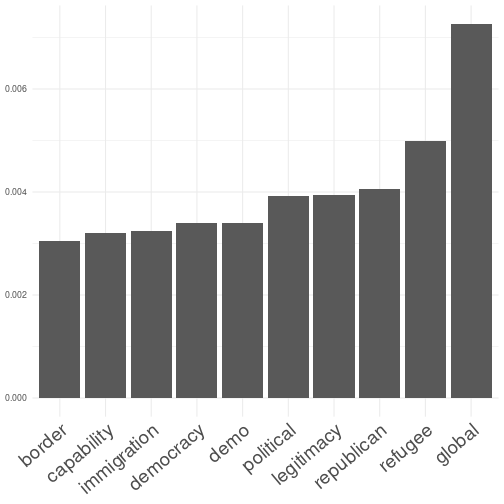 0.006
0.004
0.002
0.000
border
capability
immigration
democracy
demo
political
legitimacy
republican
refugee
global